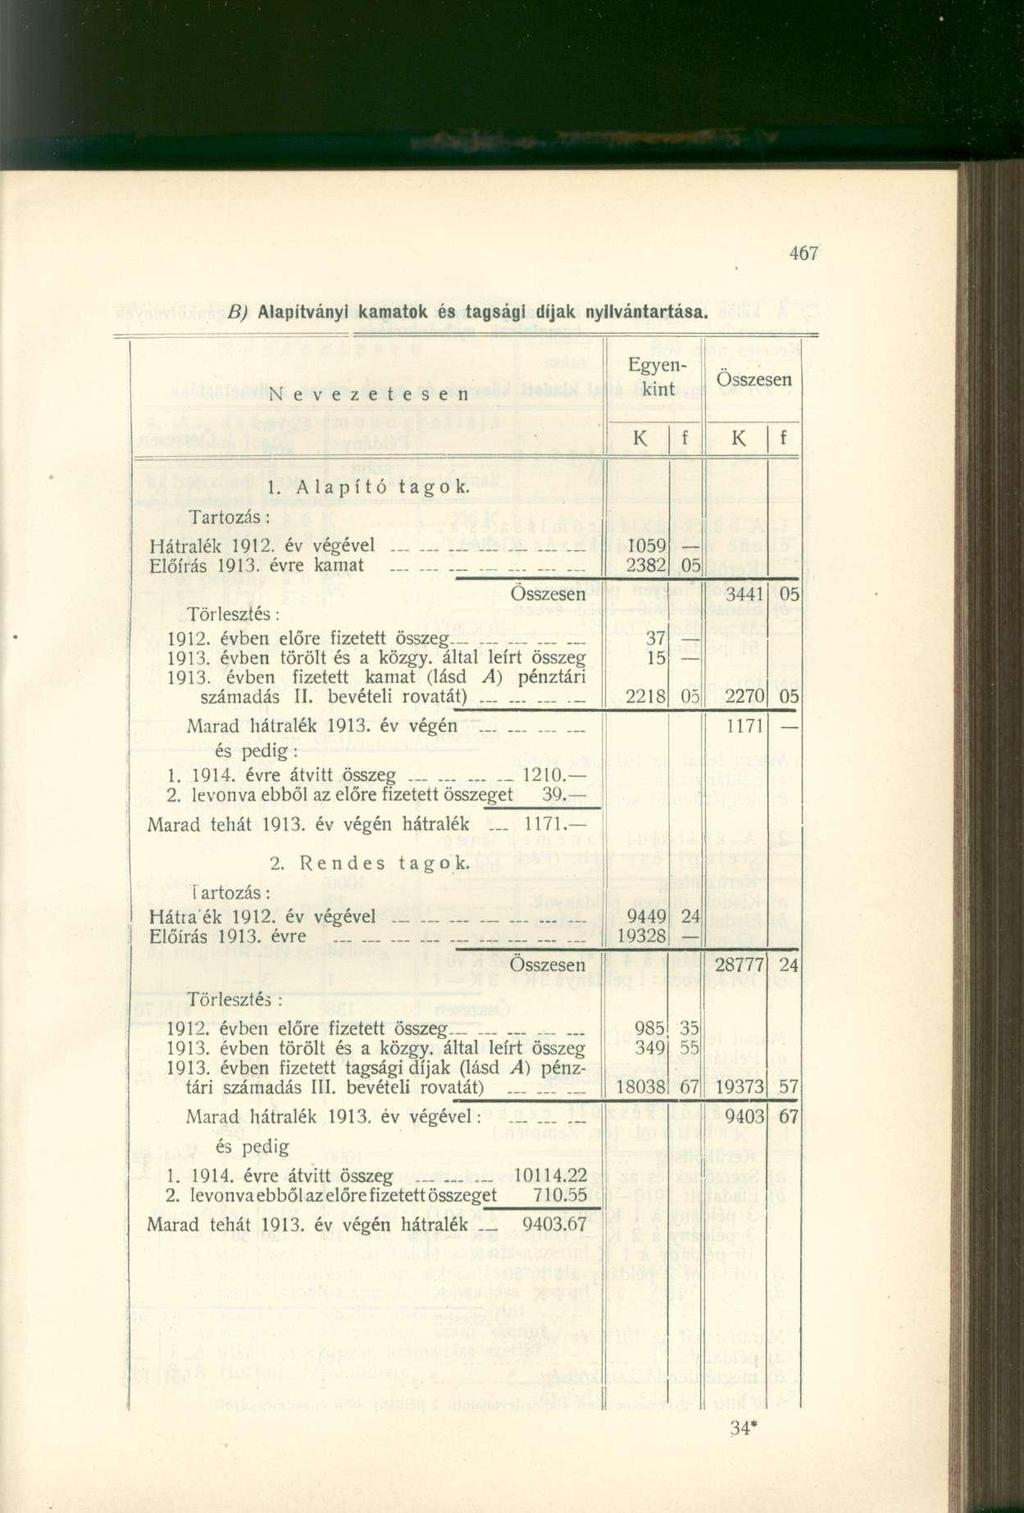 467
B) Alapítványi kamatok és tagsági díjak nyilvántartása.
Nevezetesen
Egyen-
kint
Összesen
K f K f
1. Alapító tagok.
Tartozás:
Hátralék 1912. év végével 1059 —
Előírás 1913. évre kamat 2382 05
Összesen 3441 05
Törlesztés:
1912. évben előre fizetett összeg 37 —
1913. évben törölt és a közgy. által leírt összeg 15 —
1913. évben fizetett kamat (lásd A) pénztári
számadás II. bevételi rovatát) 2218 05 2270 05
Marad hátralék 1913. év végén 1171 —
és pedig:
1. 1914. évre átvitt összeg 1210.—
2. levonva ebből az előre fizetett összeget 39.—
Marad tehát 1913. év végén hátralék 1171.—
2. Rendes tagok.
Tartozás:
Hátra'ék 1912. év végével 9449 24
Előírás 1913. évre 19328 —
Összesen 28777 24
Törlesztés:
1912. évben előre fizetett összeg 985 35
1913. évben törölt és a közgy. által leírt összeg 349 55
1913. évben fizetett tagsági díjak (lásd A) pénz-
tári számadás III. bevételi rovatát) 18038 67 19373 57
Marad hátralék 1913. év végével: 9403 67
és pedig
1. 1914. évre átvitt összeg 10114.22
2. levonva ebből az előre fizetett összeget 710.55
Marad tehát 1913. év végén hátralék 9403.67
34*